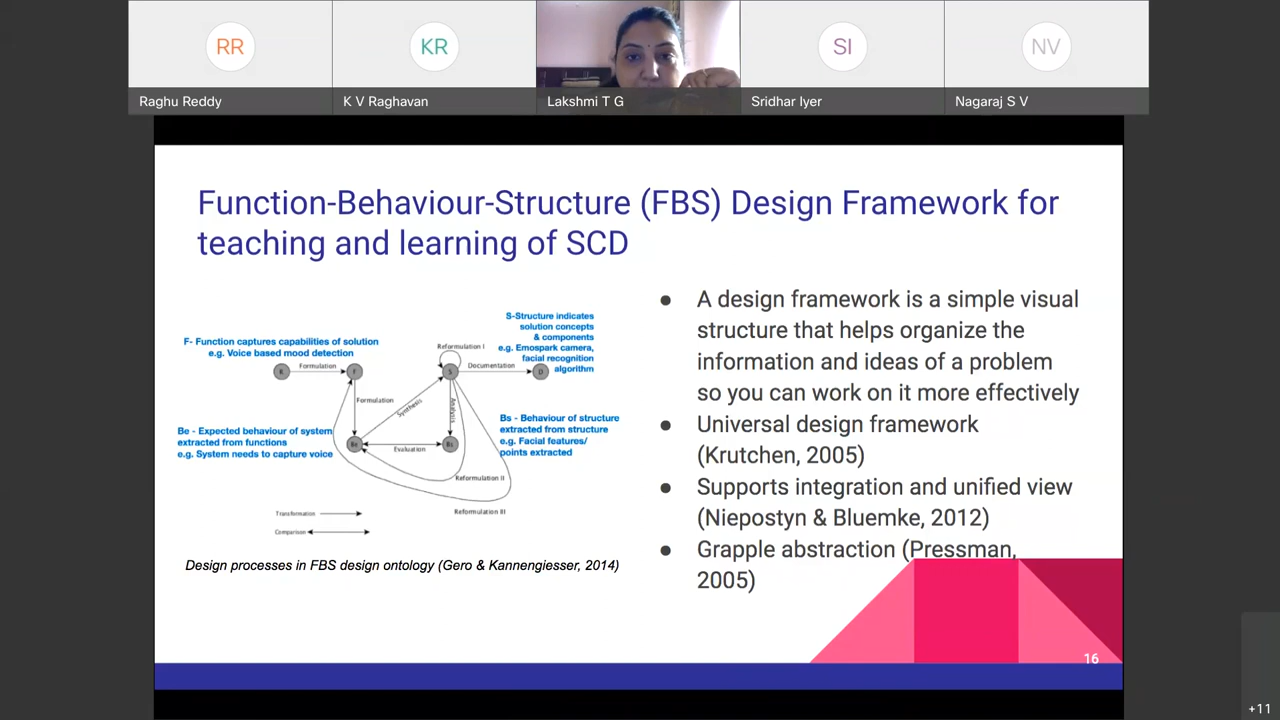 RR
KR
SI
NV
Raghu Reddy
K V Raghavan
Lakshmi T G
Sridhar Iyer
Nagaraj S V
Function-Behaviour-Structure (FBS) Design Framework for
teaching and learning of SCD
F- Function captures capabilities of solution
e.g. Voice based mood detection
S-Structure indicates
solution concepts
& components
e.g. Emospark camera,
facial recognition
algorithm
Reformulation I
R
Formulation
F
S
Documentation
D
Formulation
Synthesis
Analysis
Be - Expected behaviour of system
extracted from functions
e.g. System needs to capture voice
Bs - Behaviour of structure
extracted from structure
e.g. Facial features/
points extracted
Be
Evaluation
Bs
Reformulation II
Reformulation III
Transformation
Comparison
Design processes in FBS design ontology (Gero & Kannengiesser, 2014)
● A design framework is a simple visual
structure that helps organize the
information and ideas of a problem
so you can work on it more effectively
● Universal design framework
(Krutchen, 2005)
● Supports integration and unified view
(Niepostyn & Bluemke, 2012)
● Grapple abstraction (Pressman,
2005)
16
+11